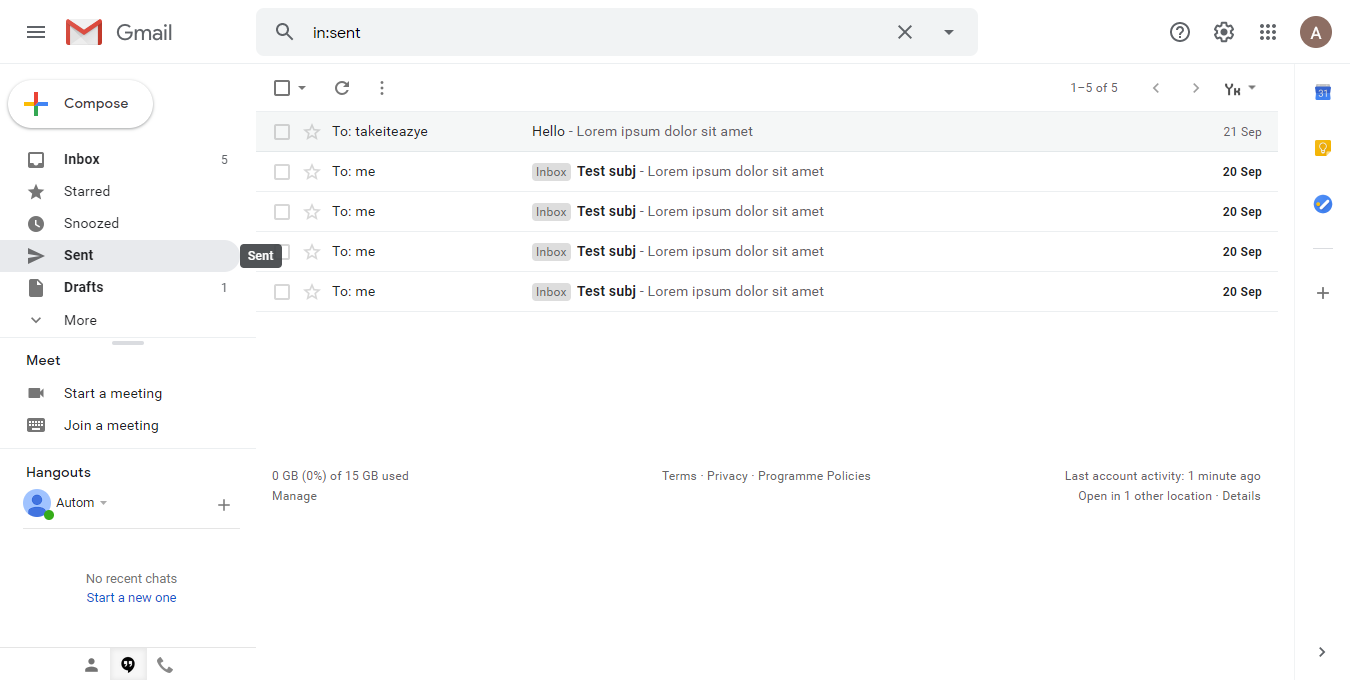 Gmail
in:sent
A
Compose
1–5 of 5
31
Inbox 5
Starred
Snoozed
Sent
Sent
Drafts 1
More
To: takeiteazye Hello - Lorem ipsum dolor sit amet 21 Sep
To: me Inbox Test subj - Lorem ipsum dolor sit amet 20 Sep
To: me Inbox Test subj - Lorem ipsum dolor sit amet 20 Sep
To: me Inbox Test subj - Lorem ipsum dolor sit amet 20 Sep
To: me Inbox Test subj - Lorem ipsum dolor sit amet 20 Sep
Meet
Start a meeting
Join a meeting
Hangouts
Autom
No recent chats
Start a new one
0 GB (0%) of 15 GB used
Manage
Terms · Privacy · Programme Policies
Last account activity: 1 minute ago
Open in 1 other location · Details